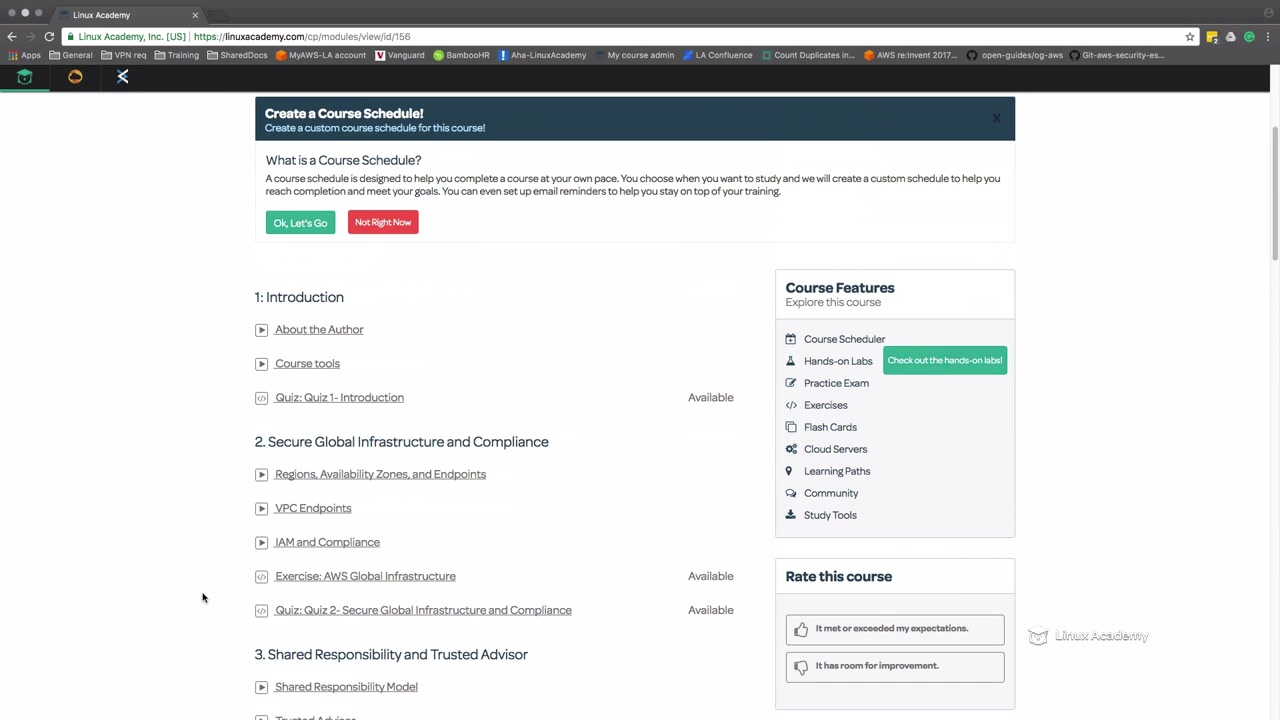 Linux Academy
Linux Academy, Inc. [US] | https://linuxacademy.com/cp/modules/view/id/156
Apps General VPN req Training SharedDocs MyAWS-LA account Vanguard BambooHR Aha-LinuxAcademy My course admin LA Confluence Count Duplicates in... AWS re:Invent 2017... open-guides/og-aws Git-aws-security-es...
Create a Course Schedule!
Create a custom course schedule for this course!
What is a Course Schedule?
A course schedule is designed to help you complete a course at your own pace. You choose when you want to study and we will create a custom schedule to help you
reach completion and meet your goals. You can even set up email reminders to help you stay on top of your training.
Ok, Let's Go
Not Right Now
1: Introduction
About the Author
Course tools
Quiz: Quiz 1- Introduction Available
2. Secure Global Infrastructure and Compliance
Regions, Availability Zones, and Endpoints
VPC Endpoints
IAM and Compliance
Exercise: AWS Global Infrastructure Available
Quiz: Quiz 2- Secure Global Infrastructure and Compliance Available
3. Shared Responsibility and Trusted Advisor
Shared Responsibility Model
Trusted Advisor
Course Features
Explore this course
Course Scheduler
Hands-on Labs Check out the hands-on labs!
Practice Exam
Exercises
Flash Cards
Cloud Servers
Learning Paths
Community
Study Tools
Rate this course
It met or exceeded my expectations.
It has room for improvement.
Linux Academy